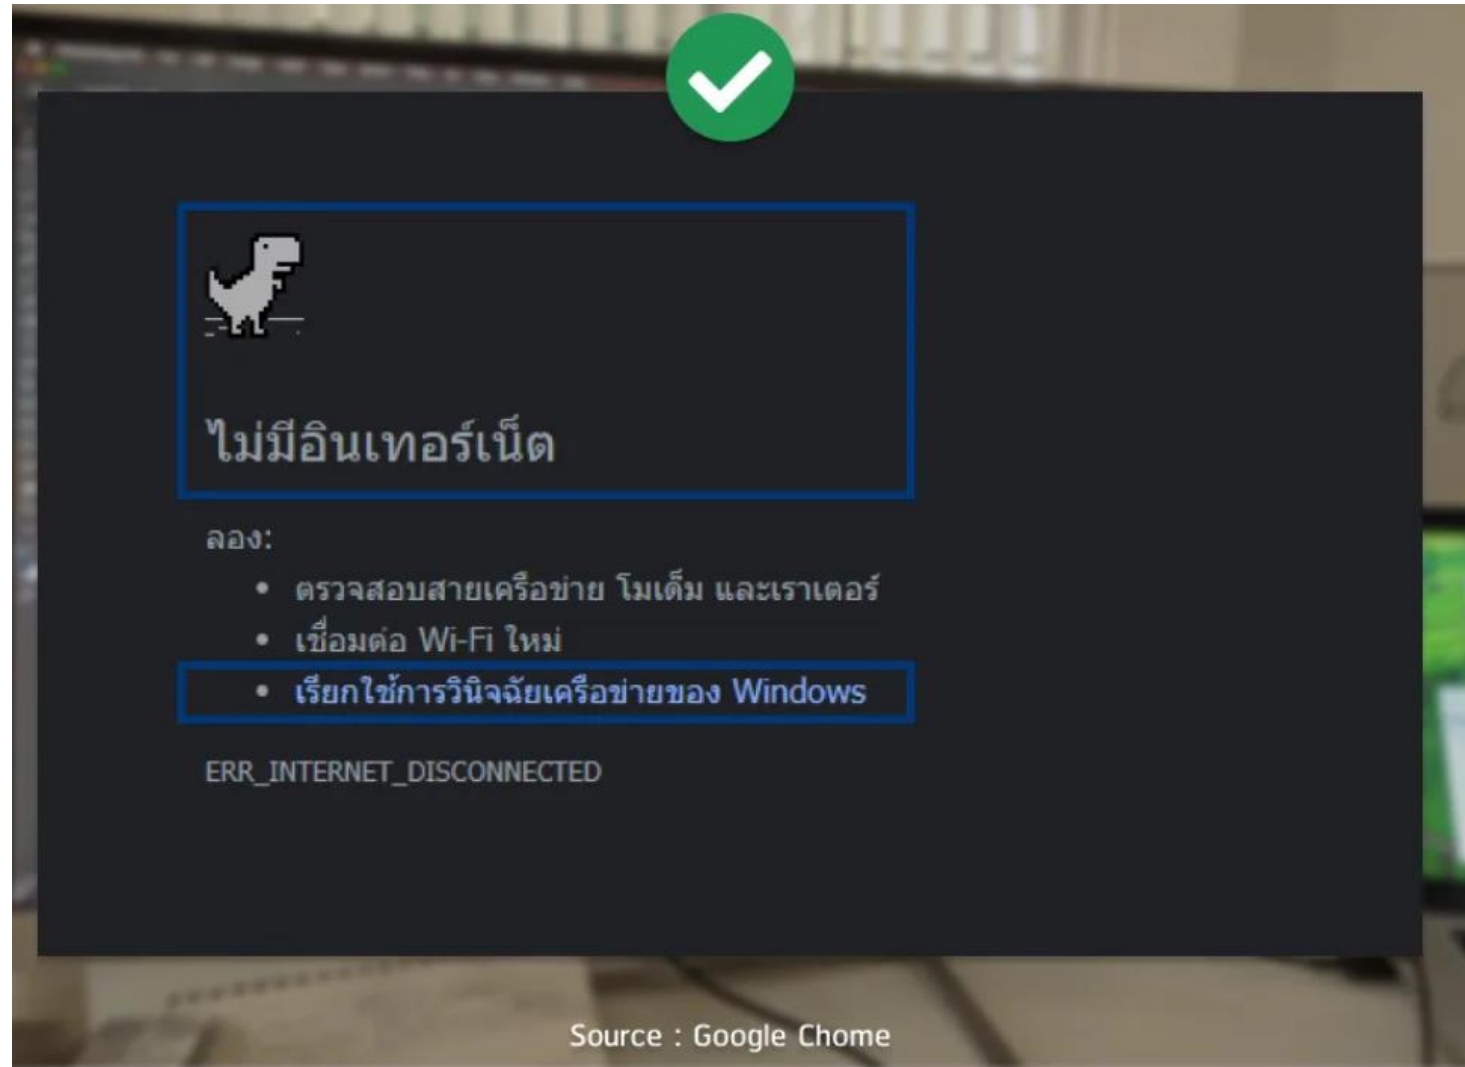 ไม่มีอินเทอร์เน็ต
ลอง:
• ตรวจสอบสายเครือข่าย โมเด็ม และเราเตอร์
• เชื่อมต่อ Wi-Fi ใหม่
• เรียกใช้การวินิจฉัยเครือข่ายของ Windows
ERR_INTERNET_DISCONNECTED
Source : Google Chome